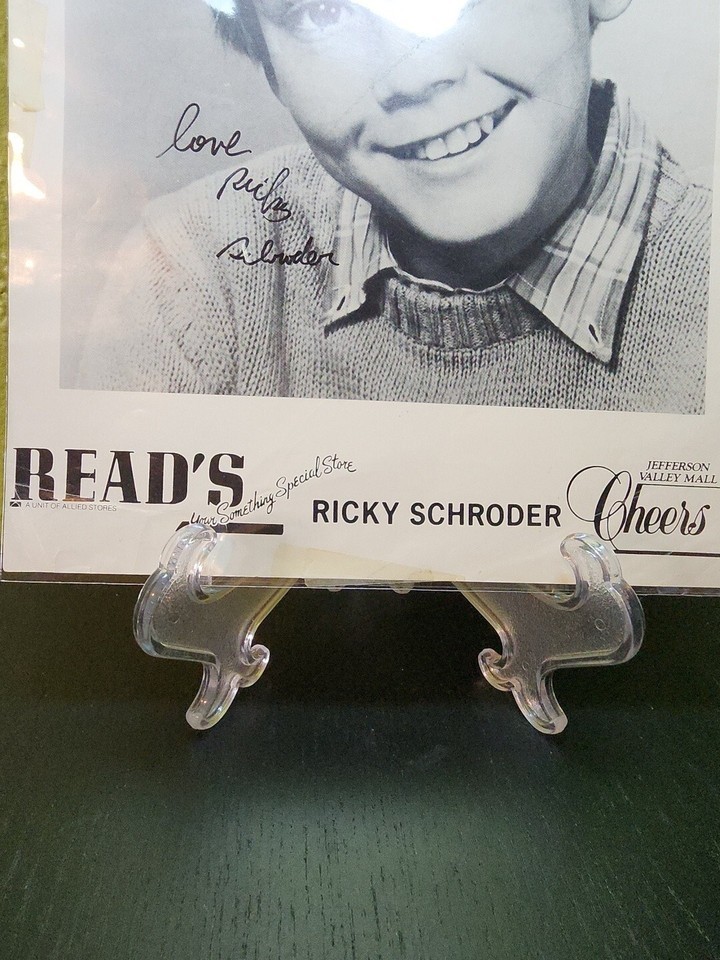 love
Ricky
Schroder
READ'S
A UNIT OF ALLIED STORES
Your Something Special Store
RICKY SCHRODER
JEFFERSON
VALLEY MALL
Cheers